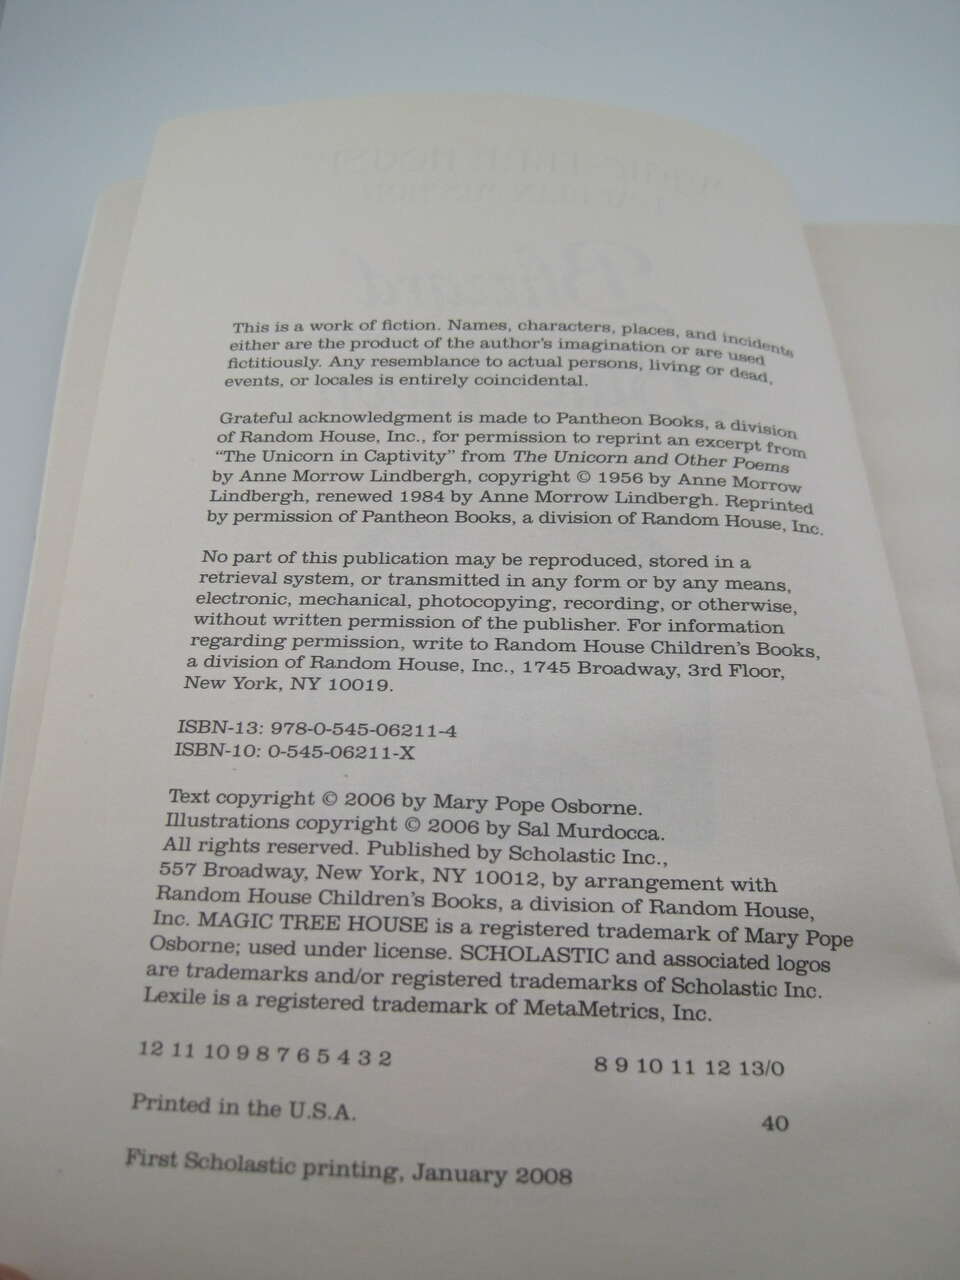 This is a work of fiction. Names, characters, places, and incidents
either are the product of the author's imagination or are used
fictitiously. Any resemblance to actual persons, living or dead,
events, or locales is entirely coincidental.
Grateful acknowledgment is made to Pantheon Books, a division
of Random House, Inc., for permission to reprint an excerpt from
“The Unicorn in Captivity” from The Unicorn and Other Poems
by Anne Morrow Lindbergh, copyright © 1956 by Anne Morrow
Lindbergh, renewed 1984 by Anne Morrow Lindbergh. Reprinted
by permission of Pantheon Books, a division of Random House, Inc.
No part of this publication may be reproduced, stored in a
retrieval system, or transmitted in any form or by any means,
electronic, mechanical, photocopying, recording, or otherwise,
without written permission of the publisher. For information
regarding permission, write to Random House Children's Books,
a division of Random House, Inc., 1745 Broadway, 3rd Floor,
New York, NY 10019.
ISBN-13: 978-0-545-06211-4
ISBN-10: 0-545-06211-X
Text copyright © 2006 by Mary Pope Osborne.
Illustrations copyright © 2006 by Sal Murdocca.
All rights reserved. Published by Scholastic Inc.,
557 Broadway, New York, NY 10012, by arrangement with
Random House Children's Books, a division of Random House,
Inc. MAGIC TREE HOUSE is a registered trademark of Mary Pope
Osborne; used under license. SCHOLASTIC and associated logos
are trademarks and/or registered trademarks of Scholastic Inc.
Lexile is a registered trademark of MetaMetrics, Inc.
12 11 10 9 8 7 6 5 4 3 2 8 9 10 11 12 13/0
Printed in the U.S.A. 40
First Scholastic printing, January 2008